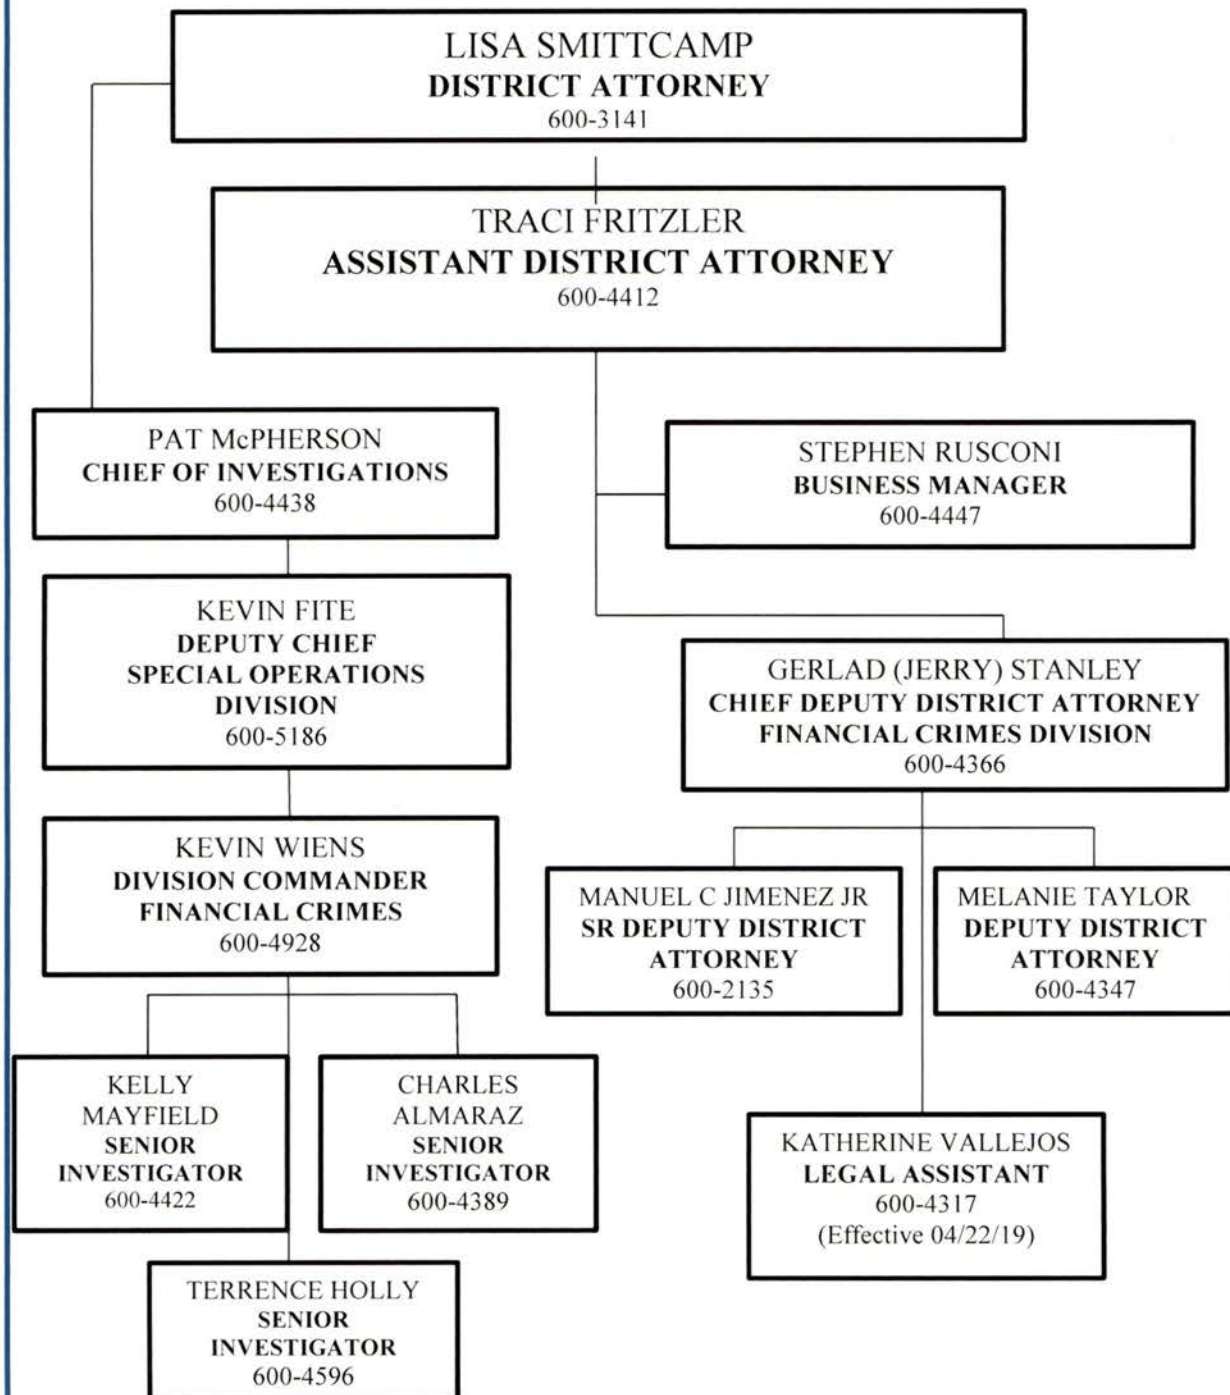 LISA SMITTCAMP
DISTRICT ATTORNEY
600-3141
TRACI FRITZLER
ASSISTANT DISTRICT ATTORNEY
600-4412
PAT McPHERSON
CHIEF OF INVESTIGATIONS
600-4438
STEPHEN RUSCONI
BUSINESS MANAGER
600-4447
KEVIN FITE
DEPUTY CHIEF
SPECIAL OPERATIONS
DIVISION
600-5186
GERLAD (JERRY) STANLEY
CHIEF DEPUTY DISTRICT ATTORNEY
FINANCIAL CRIMES DIVISION
600-4366
KEVIN WIENS
DIVISION COMMANDER
FINANCIAL CRIMES
600-4928
MANUEL C JIMENEZ JR
SR DEPUTY DISTRICT
ATTORNEY
600-2135
MELANIE TAYLOR
DEPUTY DISTRICT
ATTORNEY
600-4347
KELLY
MAYFIELD
SENIOR
INVESTIGATOR
600-4422
CHARLES
ALMARAZ
SENIOR
INVESTIGATOR
600-4389
KATHERINE VALLEJOS
LEGAL ASSISTANT
600-4317
(Effective 04/22/19)
TERRENCE HOLLY
SENIOR
INVESTIGATOR
600-4596